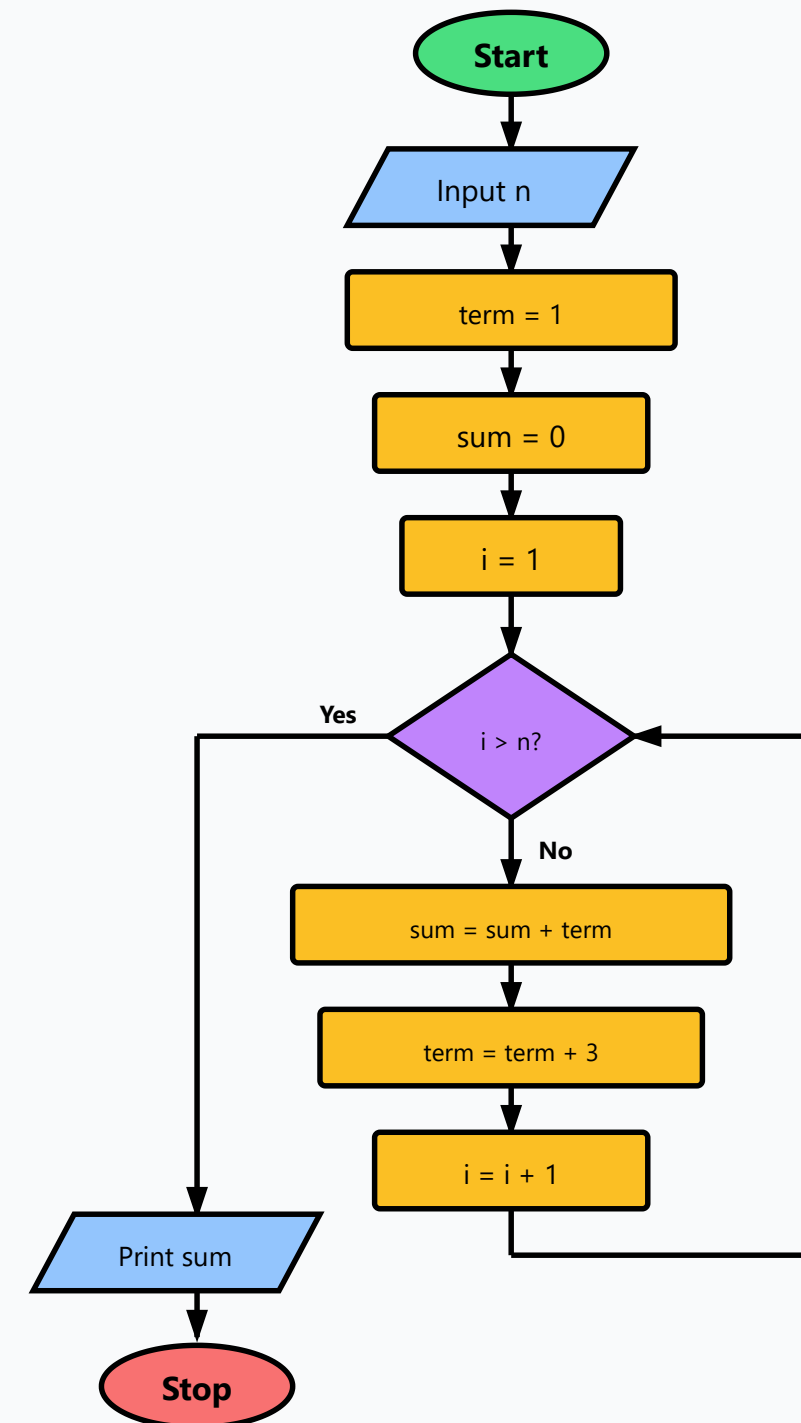 Start
Input n
term = 1
sum = 0
i = 1
Yes
i > n?
No
sum = sum + term
term = term + 3
i = i + 1
Print sum
Stop